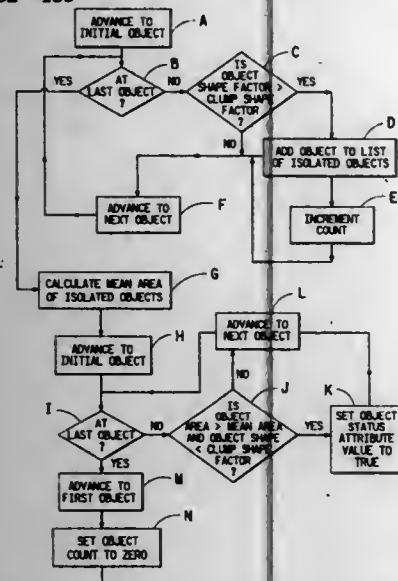 ADVANCE TO
INITIAL OBJECT
A
YES
AT
LAST OBJECT
?
B
NO
IS
OBJECT
SHAPE FACTOR >
CLUMP SHAPE
FACTOR
?
C
YES
NO
D
ADD OBJECT TO LIST
OF ISOLATED OBJECTS
E
INCREMENT
COUNT
ADVANCE TO
NEXT OBJECT
F
CALCULATE MEAN AREA
OF ISOLATED OBJECTS
G
L
ADVANCE TO
NEXT OBJECT
ADVANCE TO
INITIAL OBJECT
H
NO
I
AT
LAST OBJECT
?
NO
IS
OBJECT
AREA > MEAN AREA
AND OBJECT SHAPE
< CLUMP SHAPE
FACTOR
?
J
YES
K
SET OBJECT
STATUS
ATTRIBUTE
VALUE TO
TRUE
YES
ADVANCE TO
FIRST OBJECT
M
SET OBJECT
COUNT TO ZERO
N